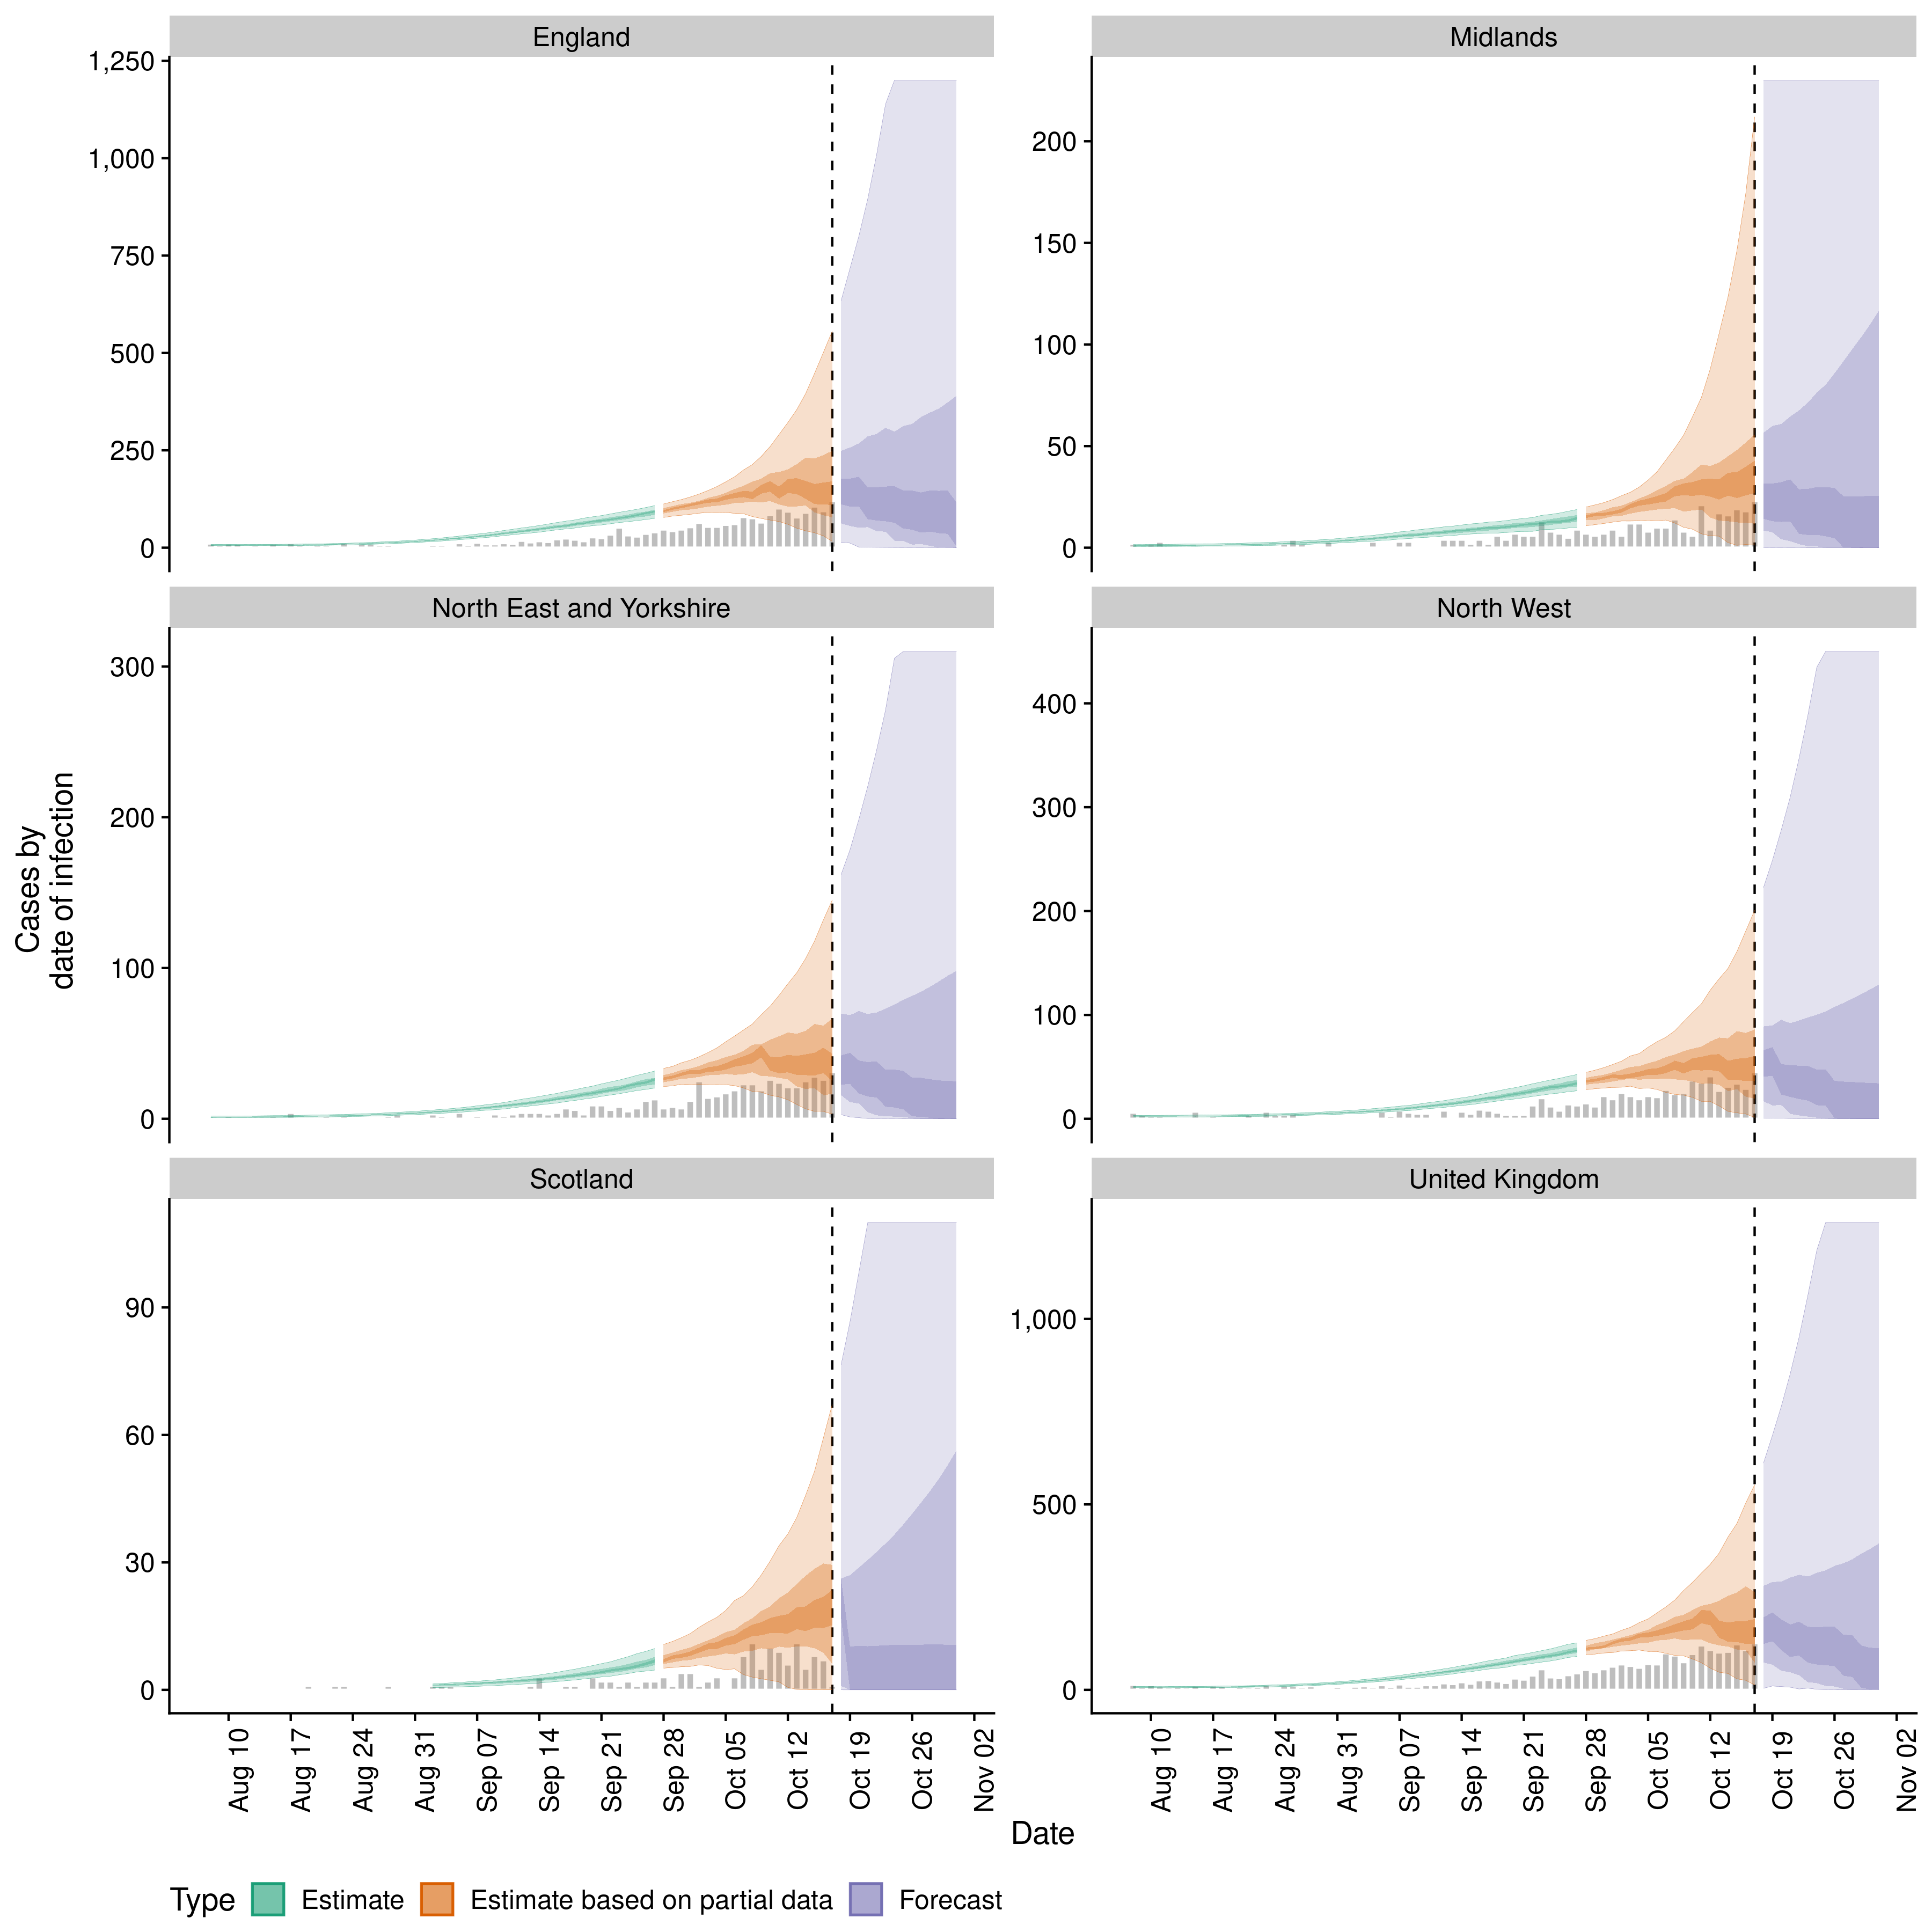 England
Midlands
1,250
1,000
750
500
250
0
200
150
100
50
0
North East and Yorkshire
North West
300
200
100
0
400
300
200
100
0
Cases by
date of infection
Scotland
United Kingdom
90
60
30
0
1,000
500
0
Aug 10
Aug 17
Aug 24
Aug 31
Sep 07
Sep 14
Sep 21
Sep 28
Oct 05
Oct 12
Oct 19
Oct 26
Nov 02
Aug 10
Aug 17
Aug 24
Aug 31
Sep 07
Sep 14
Sep 21
Sep 28
Oct 05
Oct 12
Oct 19
Oct 26
Nov 02
Date
Type Estimate Estimate based on partial data Forecast